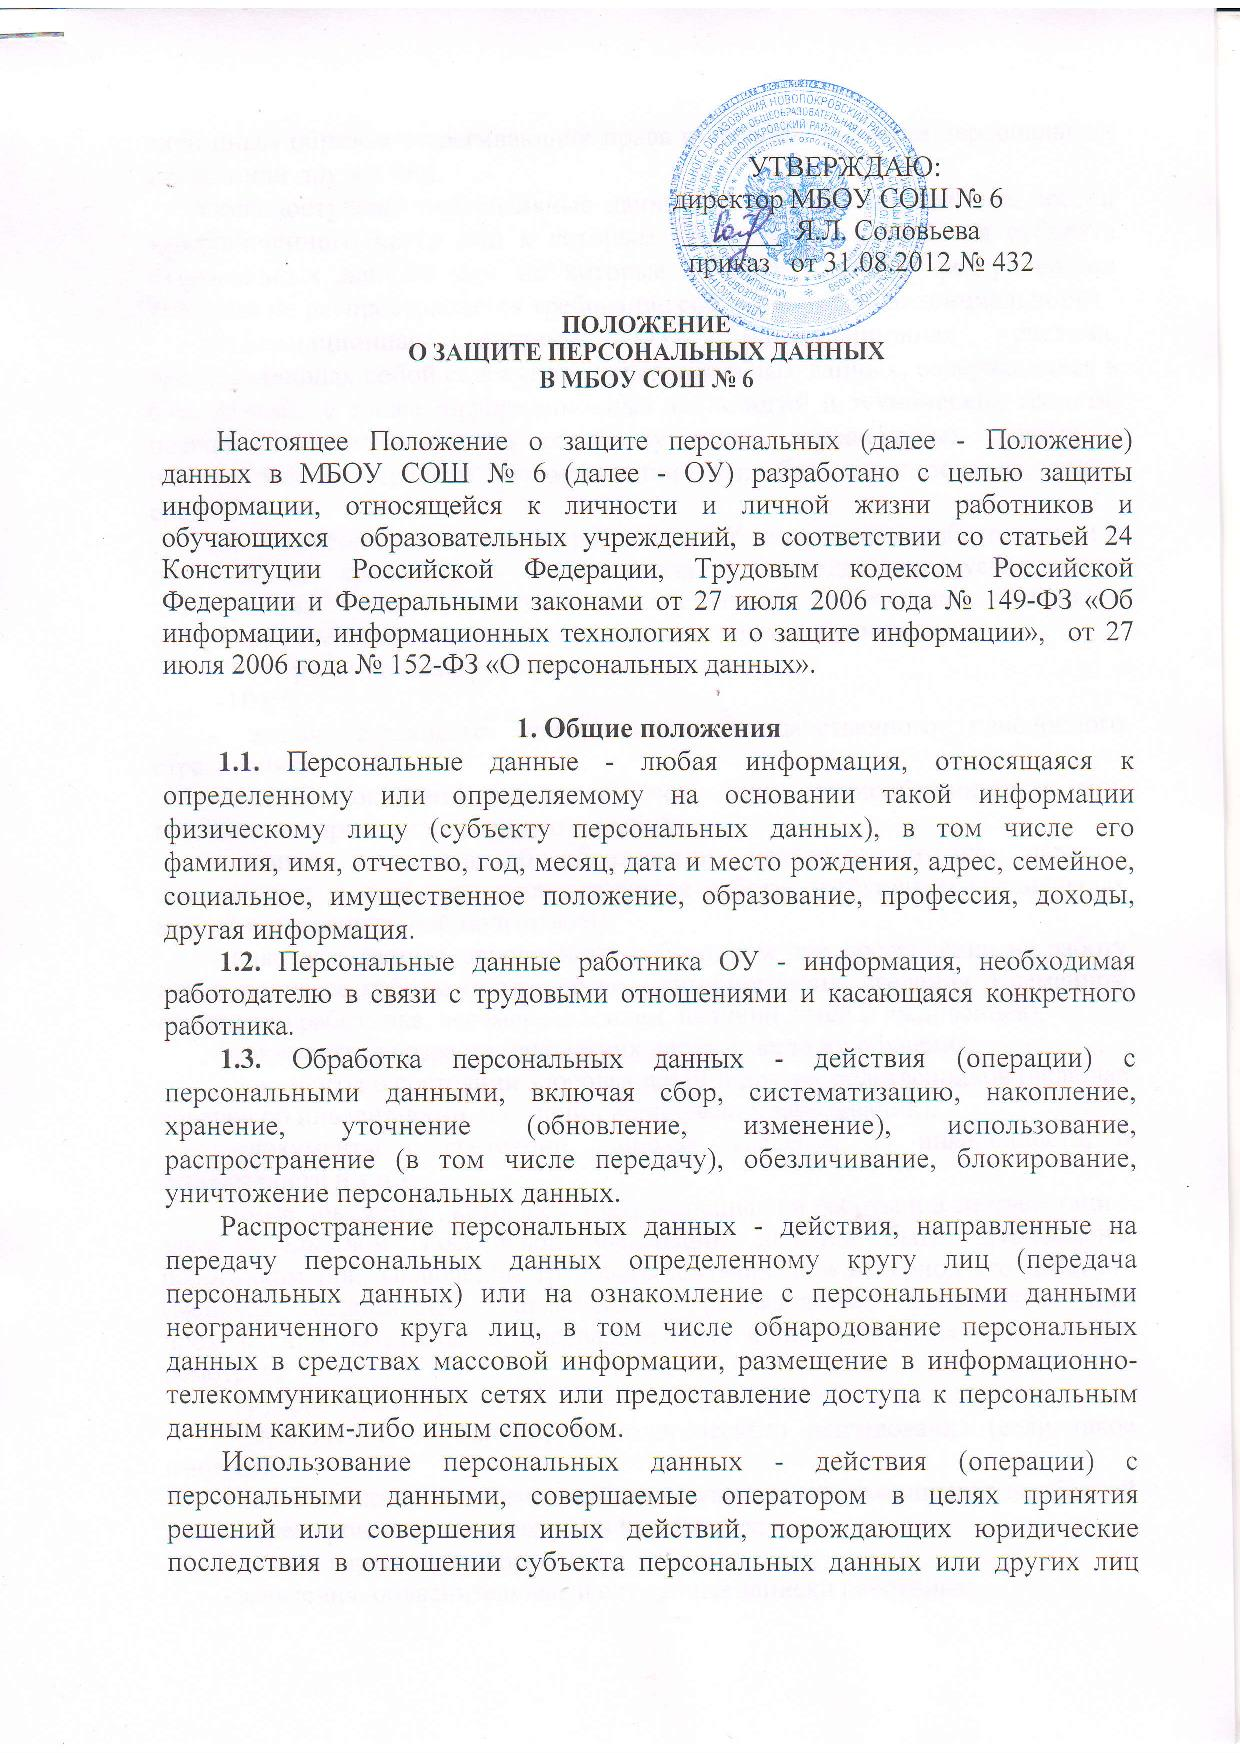 УТВЕРЖДАЮ:
директор МБОУ СОШ № 6
________ Я.Л. Соловьева
приказ от 31.08.2012 № 432
ПОЛОЖЕНИЕ
О ЗАЩИТЕ ПЕРСОНАЛЬНЫХ ДАННЫХ
В МБОУ СОШ № 6
Настоящее Положение о защите персональных (далее - Положение)
данных в МБОУ СОШ № 6 (далее - ОУ) разработано с целью защиты
информации, относящейся к личности и личной жизни работников и
обучающихся образовательных учреждений, в соответствии со статьей 24
Конституции Российской Федерации, Трудовым кодексом Российской
Федерации и Федеральными законами от 27 июля 2006 года № 149-ФЗ «Об
информации, информационных технологиях и о защите информации», от 27
июля 2006 года № 152-ФЗ «О персональных данных».
1. Общие положения
1.1. Персональные данные - любая информация, относящаяся к
определенному или определяемому на основании такой информации
физическому лицу (субъекту персональных данных), в том числе его
фамилия, имя, отчество, год, месяц, дата и место рождения, адрес, семейное,
социальное, имущественное положение, образование, профессия, доходы,
другая информация.
1.2. Персональные данные работника ОУ - информация, необходимая
работодателю в связи с трудовыми отношениями и касающаяся конкретного
работника.
1.3. Обработка персональных данных - действия (операции) с
персональными данными, включая сбор, систематизацию, накопление,
хранение, уточнение (обновление, изменение), использование,
распространение (в том числе передачу), обезличивание, блокирование,
уничтожение персональных данных.
Распространение персональных данных - действия, направленные на
передачу персональных данных определенному кругу лиц (передача
персональных данных) или на ознакомление с персональными данными
неограниченного круга лиц, в том числе обнародование персональных
данных в средствах массовой информации, размещение в информационно-
телекоммуникационных сетях или предоставление доступа к персональным
данным каким-либо иным способом.
Использование персональных данных - действия (операции) с
персональными данными, совершаемые оператором в целях принятия
решений или совершения иных действий, порождающих юридические
последствия в отношении субъекта персональных данных или других лиц